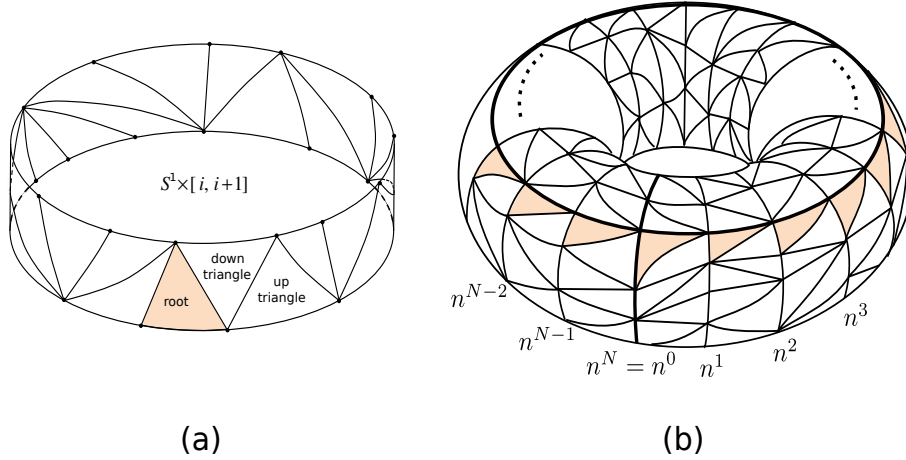 S¹×[i, i+1]
down
triangle
up
triangle
root
n^{N−2}
n^{N−1}
n^N = n^0
n^1
n^2
n^3
(a)
(b)